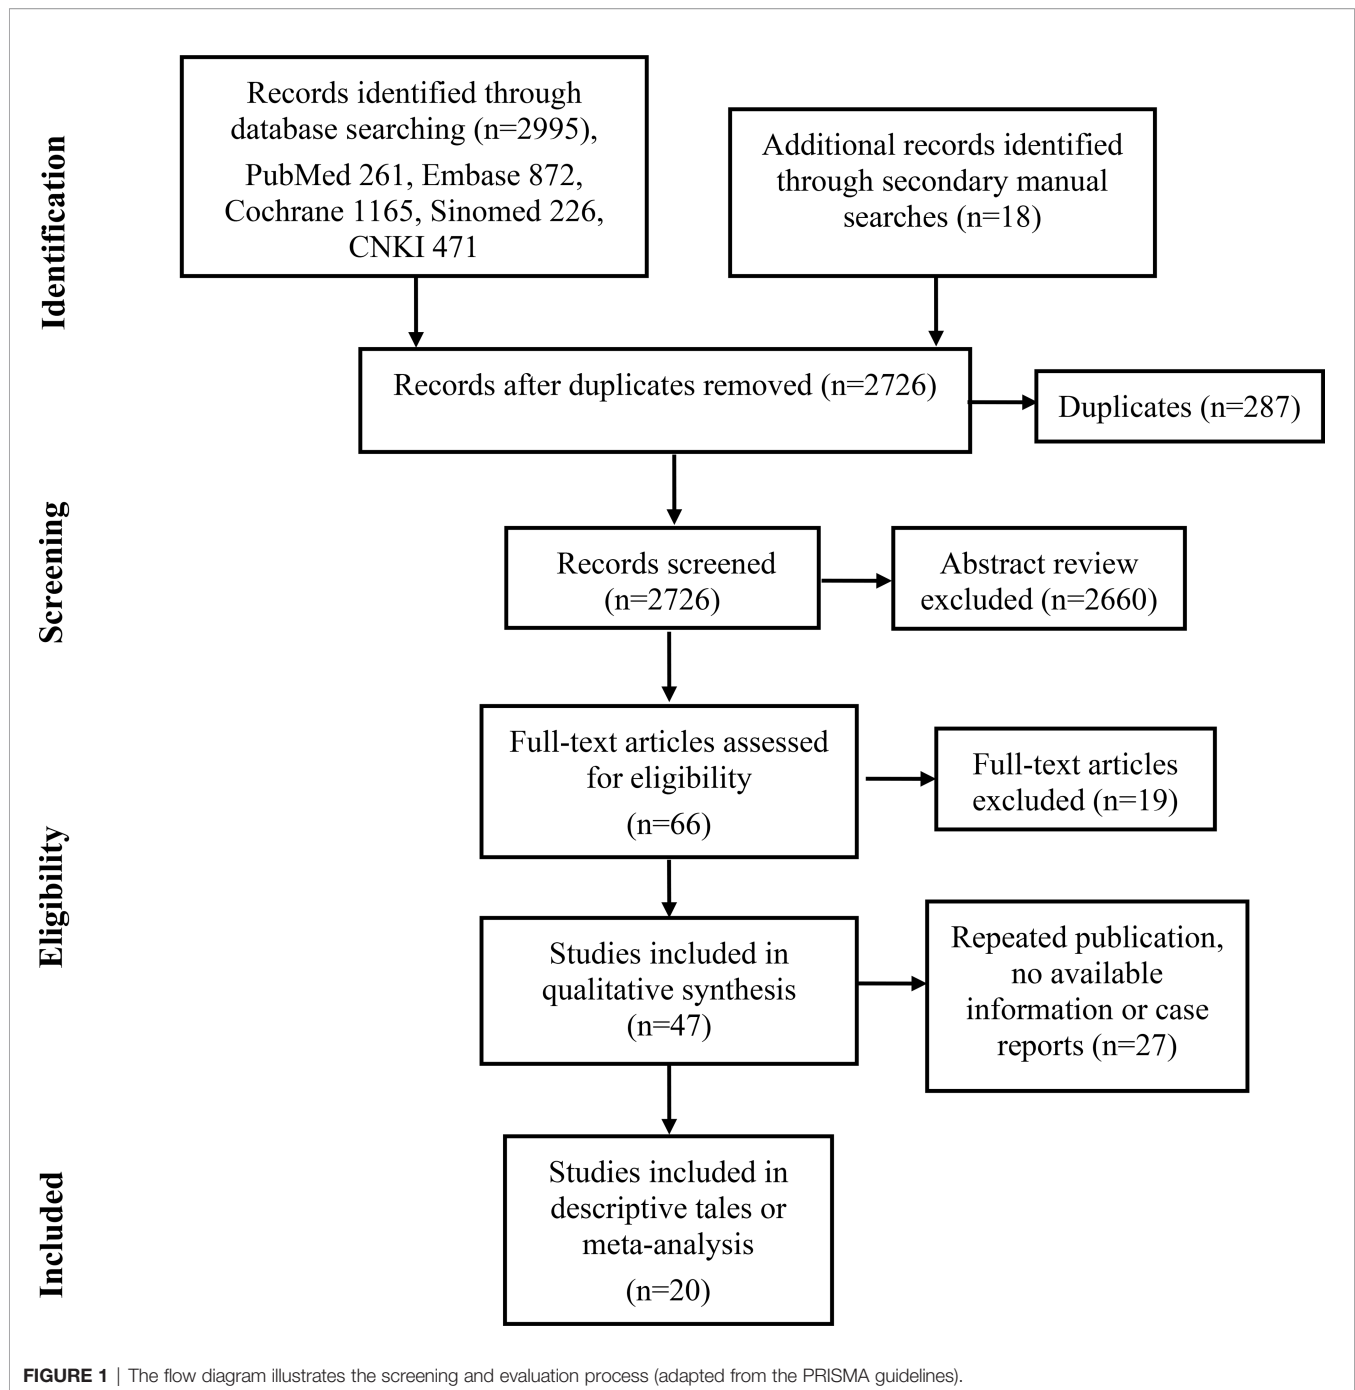 Identification
Records identified through
database searching (n=2995),
PubMed 261, Embase 872,
Cochrane 1165, Sinomed 226,
CNKI 471
Additional records identified
through secondary manual
searches (n=18)
Records after duplicates removed (n=2726)
Duplicates (n=287)
Screening
Records screened
(n=2726)
Abstract review
excluded (n=2660)
Eligibility
Full-text articles assessed
for eligibility
(n=66)
Full-text articles
excluded (n=19)
Studies included in
qualitative synthesis
(n=47)
Repeated publication,
no available
information or case
reports (n=27)
Included
Studies included in
descriptive tales or
meta-analysis
(n=20)
FIGURE 1 | The flow diagram illustrates the screening and evaluation process (adapted from the PRISMA guidelines).